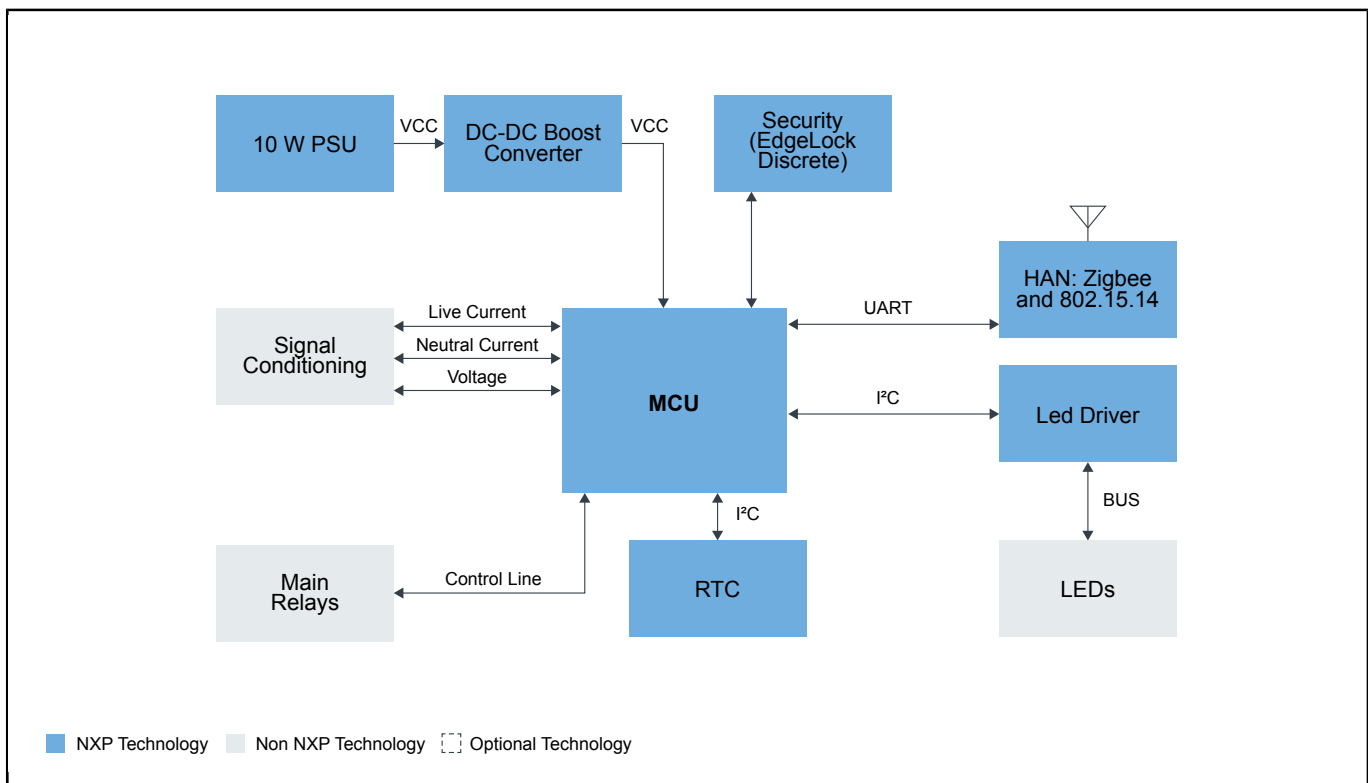 10 W PSU
VCC
DC-DC Boost
Converter
VCC
Security
(EdgeLock
Discrete)
HAN: Zigbee
and 802.15.14
UART
Signal
Conditioning
Live Current
Neutral Current
Voltage
MCU
I²C
Led Driver
BUS
I²C
Main
Relays
Control Line
RTC
LEDs
NXP Technology
Non NXP Technology
Optional Technology